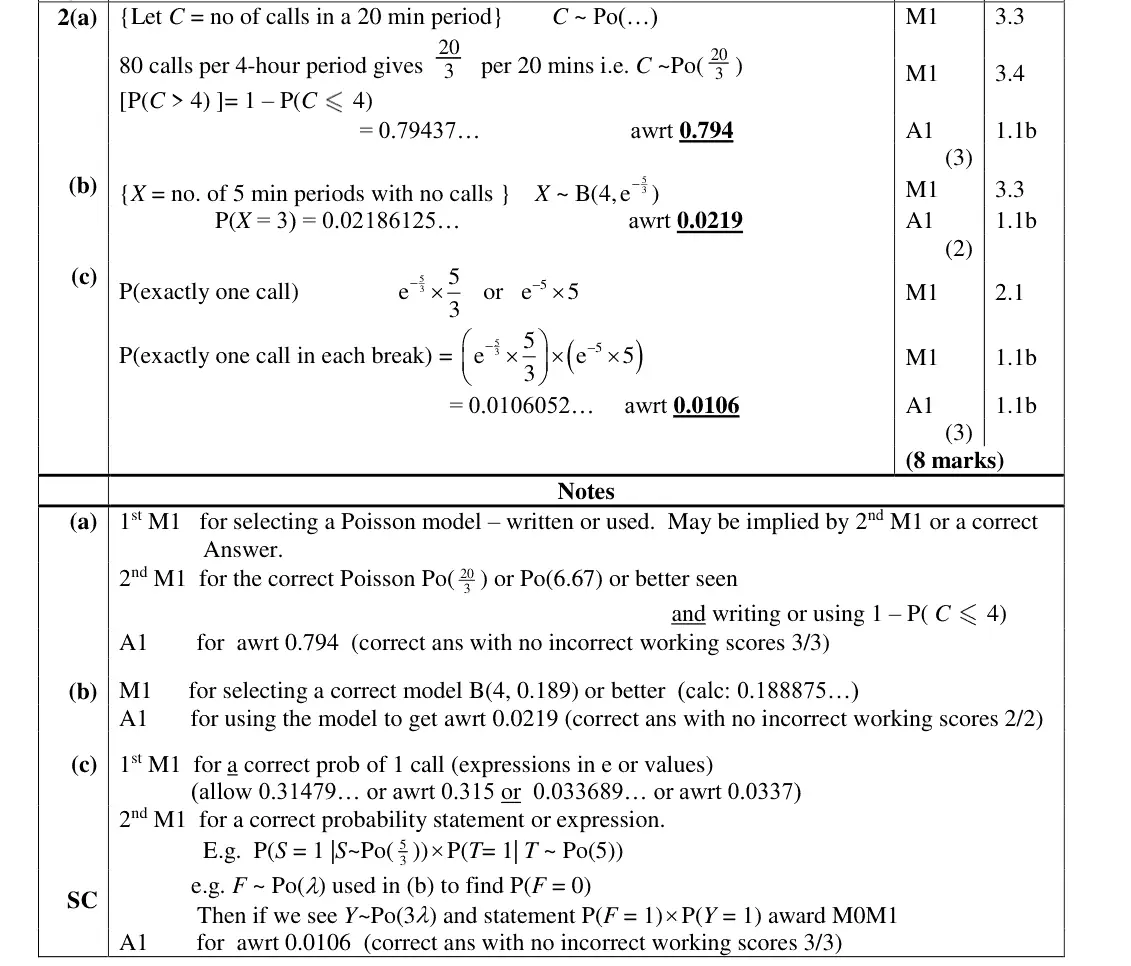 2(a) {Let C = no of calls in a 20 min period} C ~ Po(…) M1 3.3
80 calls per 4-hour period gives 20/3 per 20 mins i.e. C ~Po( 20/3 ) M1 3.4
[P(C > 4) ]= 1 – P(C ⩽ 4)
= 0.79437… awrt 0.794 A1 1.1b
(3)
(b) {X = no. of 5 min periods with no calls } X ~ B(4, e^(−5/3)) M1 3.3
P(X = 3) = 0.02186125… awrt 0.0219 A1 1.1b
(2)
(c) P(exactly one call) e^(−5/3) × 5/3 or e^(−5) × 5 M1 2.1
P(exactly one call in each break) = (e^(−5/3) × 5/3) × (e^(−5) × 5) M1 1.1b
= 0.0106052… awrt 0.0106 A1 1.1b
(3)
(8 marks)
Notes
(a) 1st M1 for selecting a Poisson model – written or used. May be implied by 2nd M1 or a correct
Answer.
2nd M1 for the correct Poisson Po( 20/3 ) or Po(6.67) or better seen
and writing or using 1 – P( C ⩽ 4)
A1 for awrt 0.794 (correct ans with no incorrect working scores 3/3)
(b) M1 for selecting a correct model B(4, 0.189) or better (calc: 0.188875…)
A1 for using the model to get awrt 0.0219 (correct ans with no incorrect working scores 2/2)
(c) 1st M1 for a correct prob of 1 call (expressions in e or values)
(allow 0.31479… or awrt 0.315 or 0.033689… or awrt 0.0337)
2nd M1 for a correct probability statement or expression.
E.g. P(S = 1 |S~Po( 5/3 ))×P(T= 1| T ~ Po(5))
e.g. F ~ Po(λ) used in (b) to find P(F = 0)
SC
Then if we see Y~Po(3λ) and statement P(F = 1)×P(Y = 1) award M0M1
A1 for awrt 0.0106 (correct ans with no incorrect working scores 3/3)